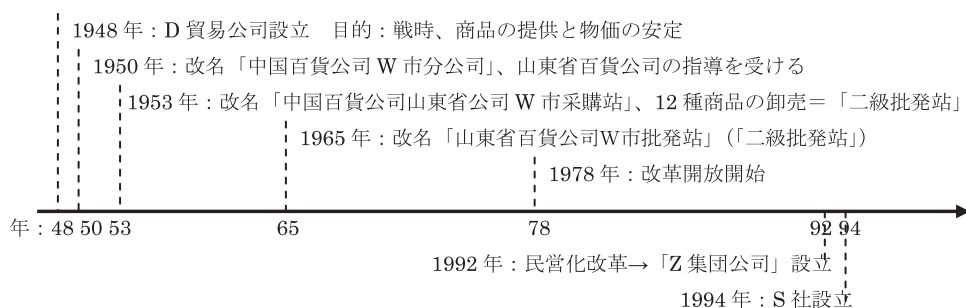 1948 年：D 貿易公司設立　目的：戦時、商品の提供と物価の安定
1950 年：改名「中国百貨公司 W 市分公司」、山東省百貨公司の指導を受ける
1953 年：改名「中国百貨公司山東省公司 W 市采購站」、12 種商品の卸売＝「二級批発站」
1965 年：改名「山東省百貨公司W市批発站」（「二級批発站」）
1978 年：改革開放開始
年：48 50 53 65 78 92 94
1992 年：民営化改革→「Z 集団公司」設立
1994 年：S 社設立